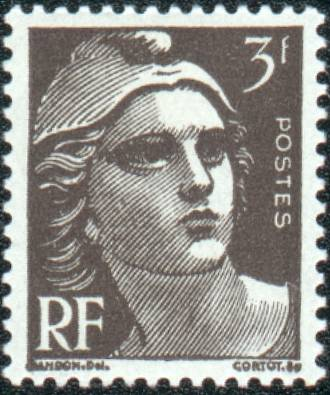 3f
POSTES
RF
GANDON.Del.
CORTOT.Sc